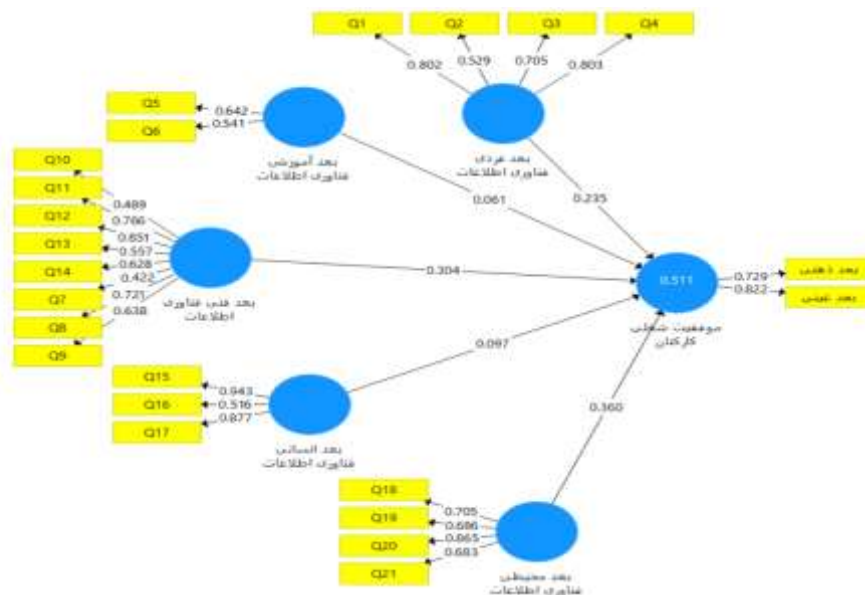 Q1
Q2
Q3
Q4
0.802
0.529
0.705
0.803
Q5
Q6
0.642
0.541
بعد آموزشی
فناوری اطلاعات
بعد فردی
فناوری اطلاعات
0.061
0.235
Q10
Q11
Q12
Q13
Q14
Q7
Q8
Q9
0.489
0.766
0.651
0.557
0.628
0.422
0.721
0.638
بعد فنی فناوری
اطلاعات
0.304
0.511
0.729
0.822
بعد ذهنی
بعد عینی
موفقیت شغلی
کارکنان
0.097
Q15
Q16
Q17
0.943
0.516
0.877
بعد انسانی
فناوری اطلاعات
0.360
Q18
Q19
Q20
Q21
0.705
0.686
0.865
0.683
بعد محیطی
فناوری اطلاعات